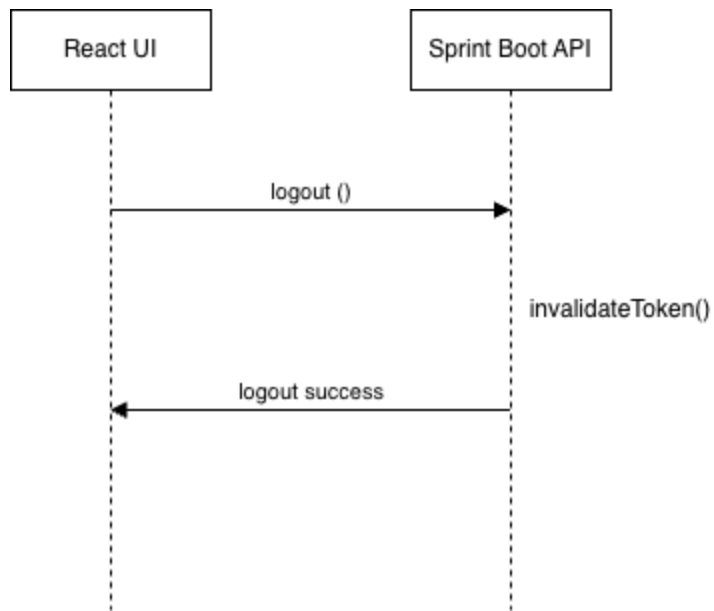 React UI
Sprint Boot API
logout ()
invalidateToken()
logout success